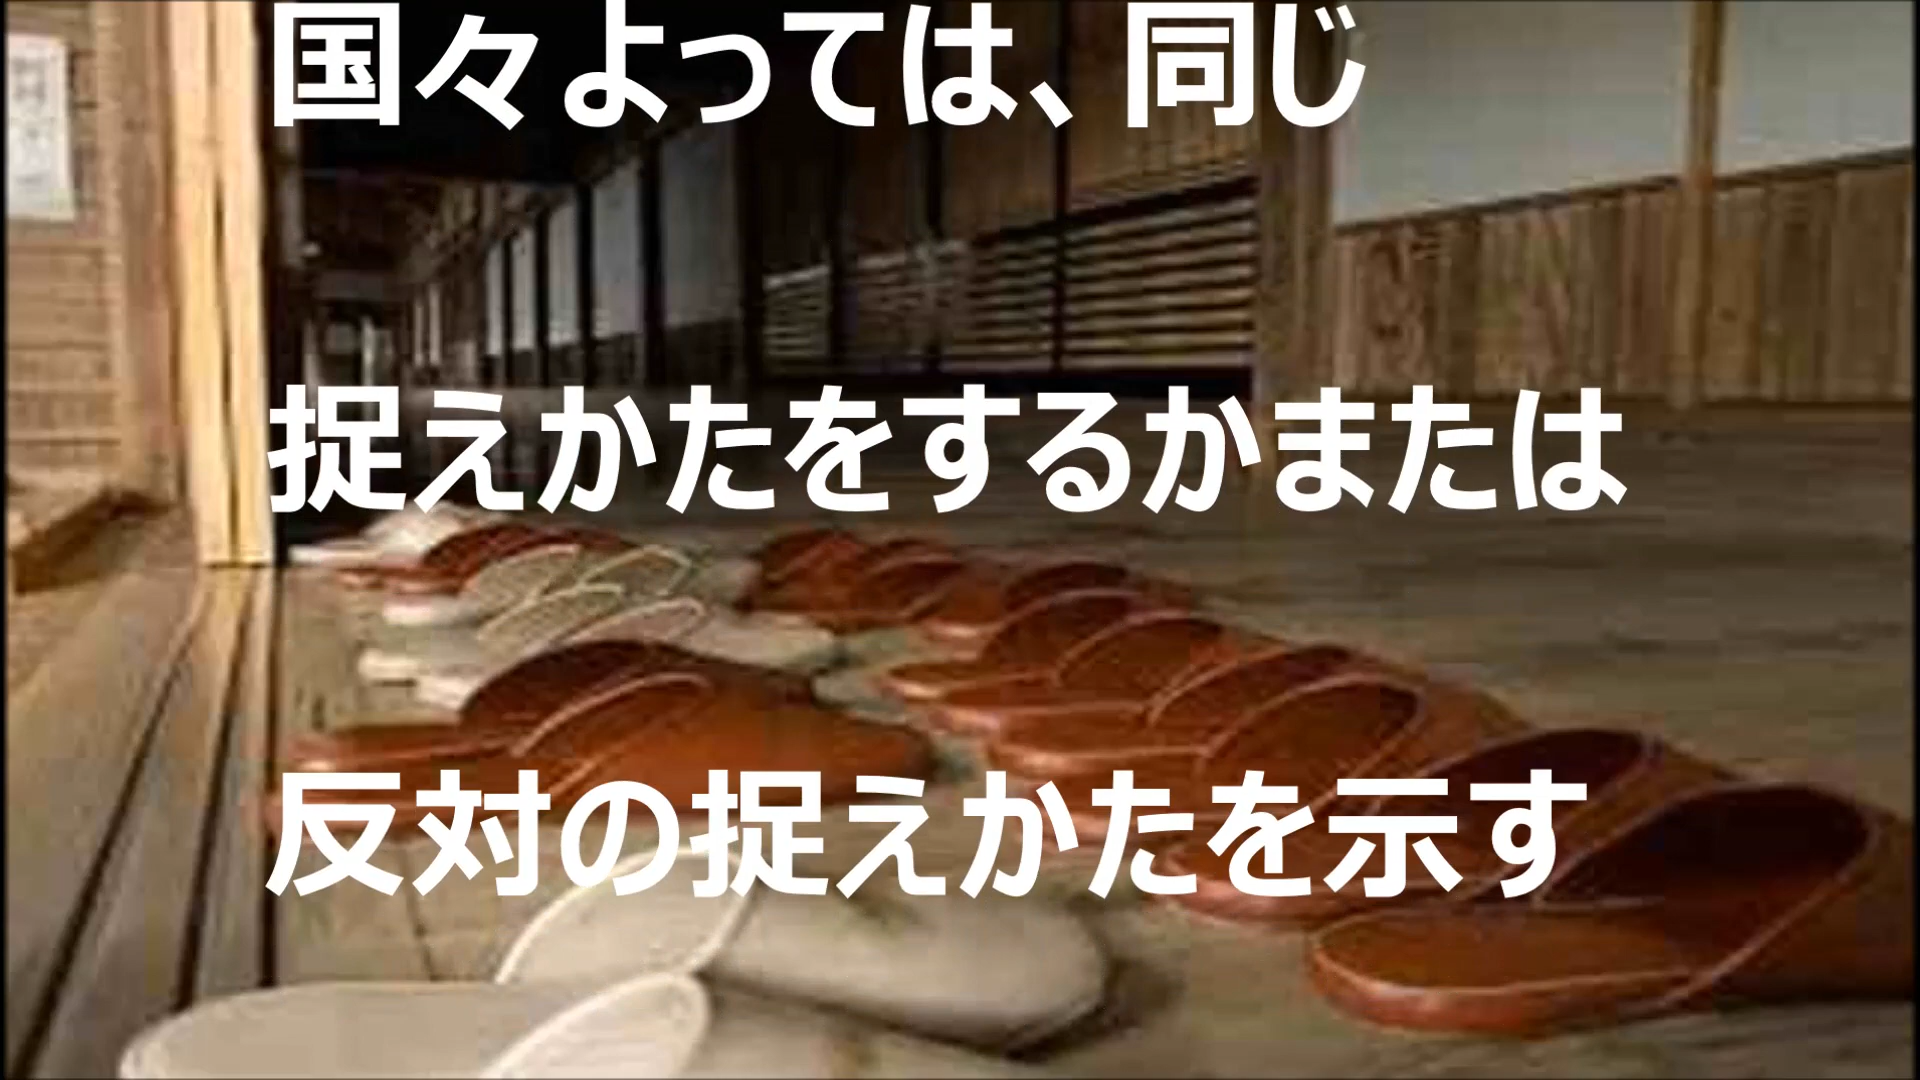 国々よっては、同じ
捉えかたをするかまたは
反対の捉えかたを示す